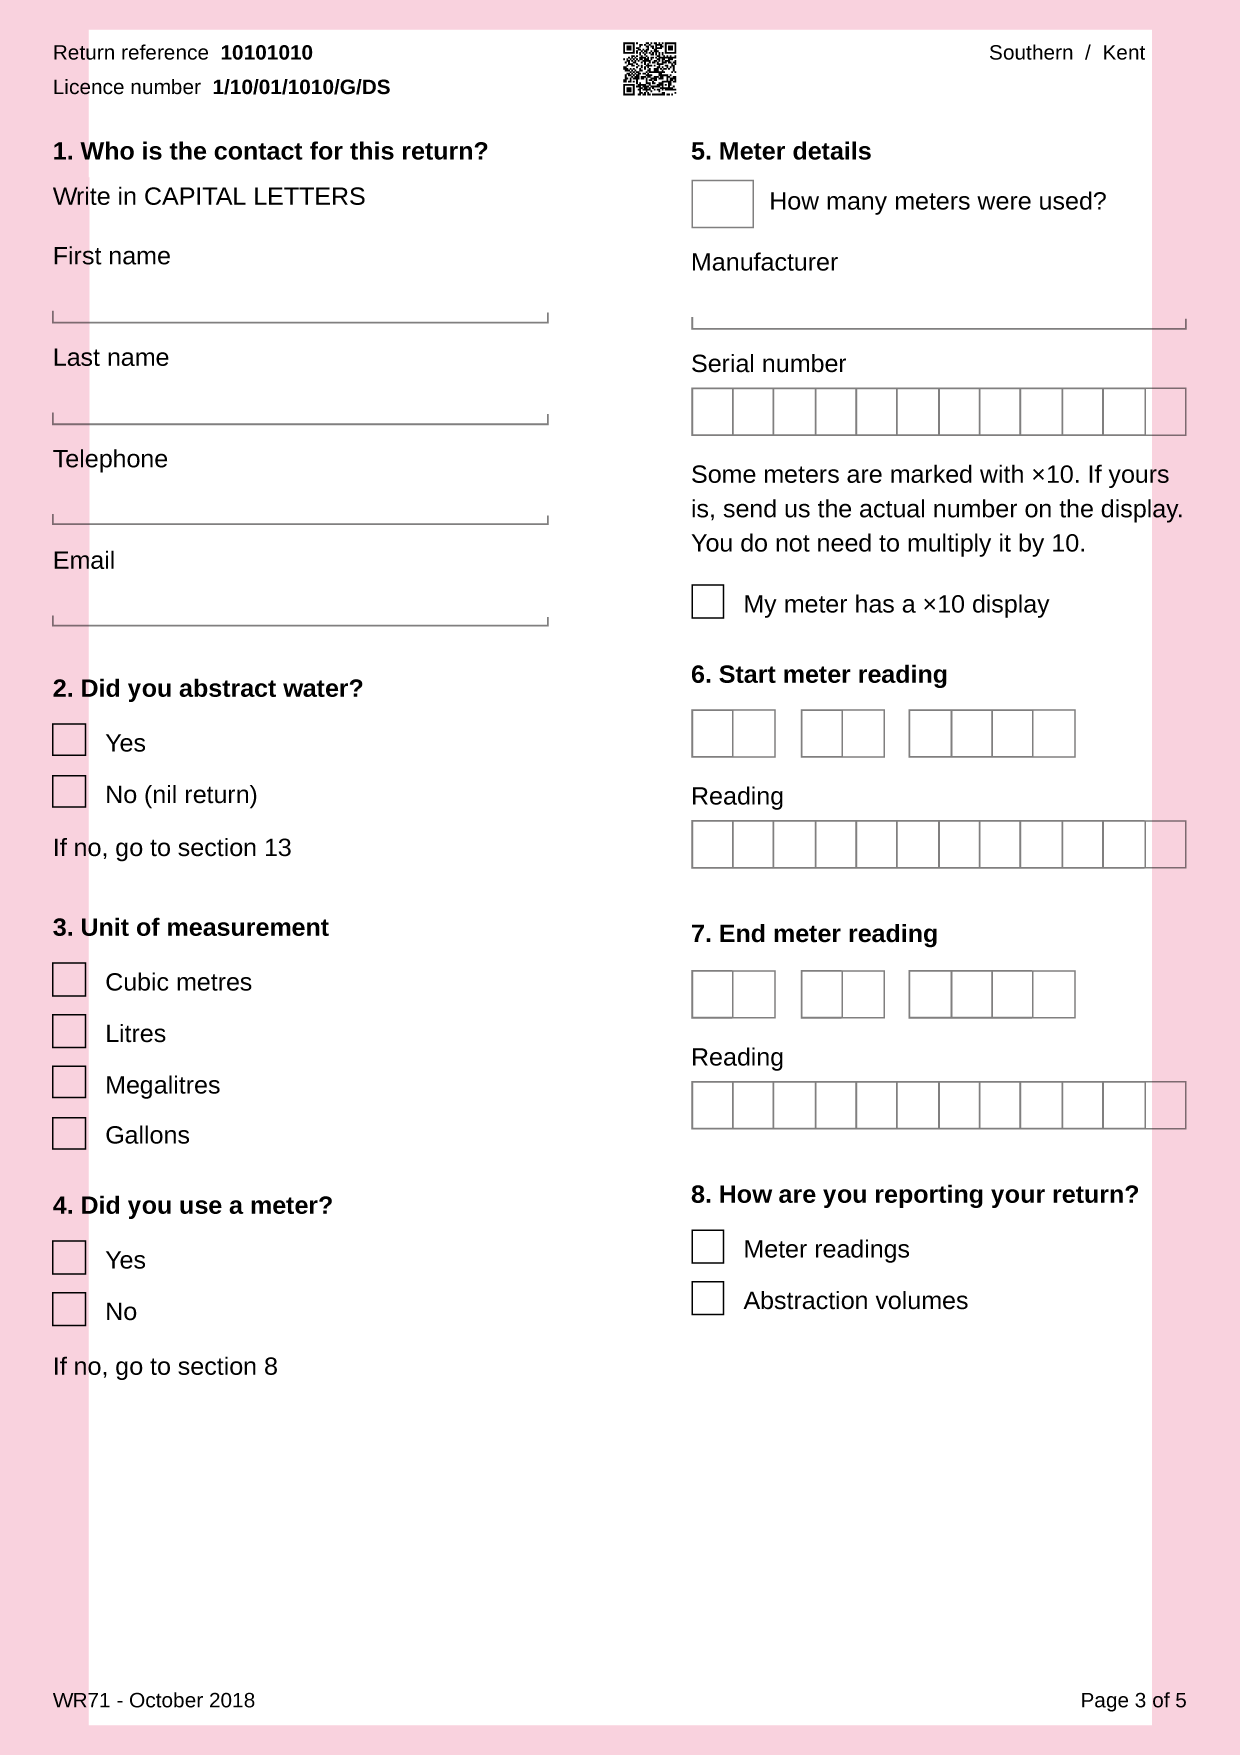 Return reference 10101010
Southern / Kent
Licence number 1/10/01/1010/G/DS
1. Who is the contact for this return?
Write in CAPITAL LETTERS
First name
Last name
Telephone
Email
2. Did you abstract water?
Yes
No (nil return)
If no, go to section 13
3. Unit of measurement
Cubic metres
Litres
Megalitres
Gallons
4. Did you use a meter?
Yes
No
If no, go to section 8
5. Meter details
How many meters were used?
Manufacturer
Serial number
Some meters are marked with ×10. If yours
is, send us the actual number on the display.
You do not need to multiply it by 10.
My meter has a ×10 display
6. Start meter reading
Reading
7. End meter reading
Reading
8. How are you reporting your return?
Meter readings
Abstraction volumes
WR71 - October 2018
Page 3 of 5